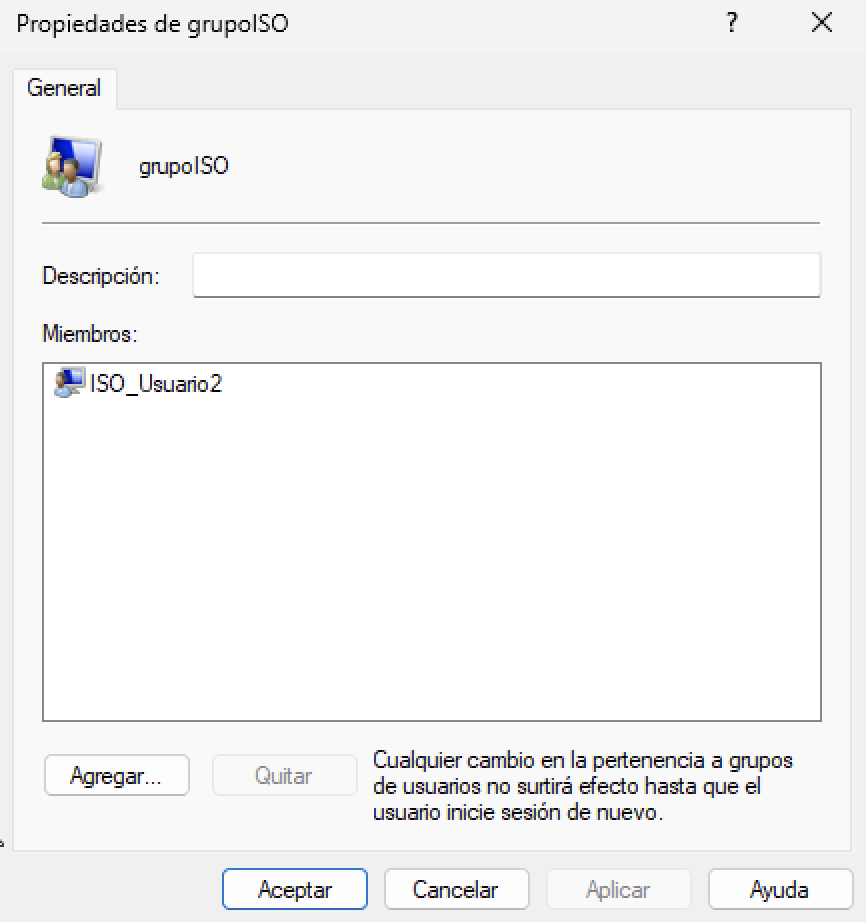 Propiedades de grupoISO
?
General
grupoISO
Descripción:
Miembros:
ISO_Usuario2
Agregar...
Quitar
Cualquier cambio en la pertenencia a grupos
de usuarios no surtirá efecto hasta que el
usuario inicie sesión de nuevo.
Aceptar
Cancelar
Aplicar
Ayuda